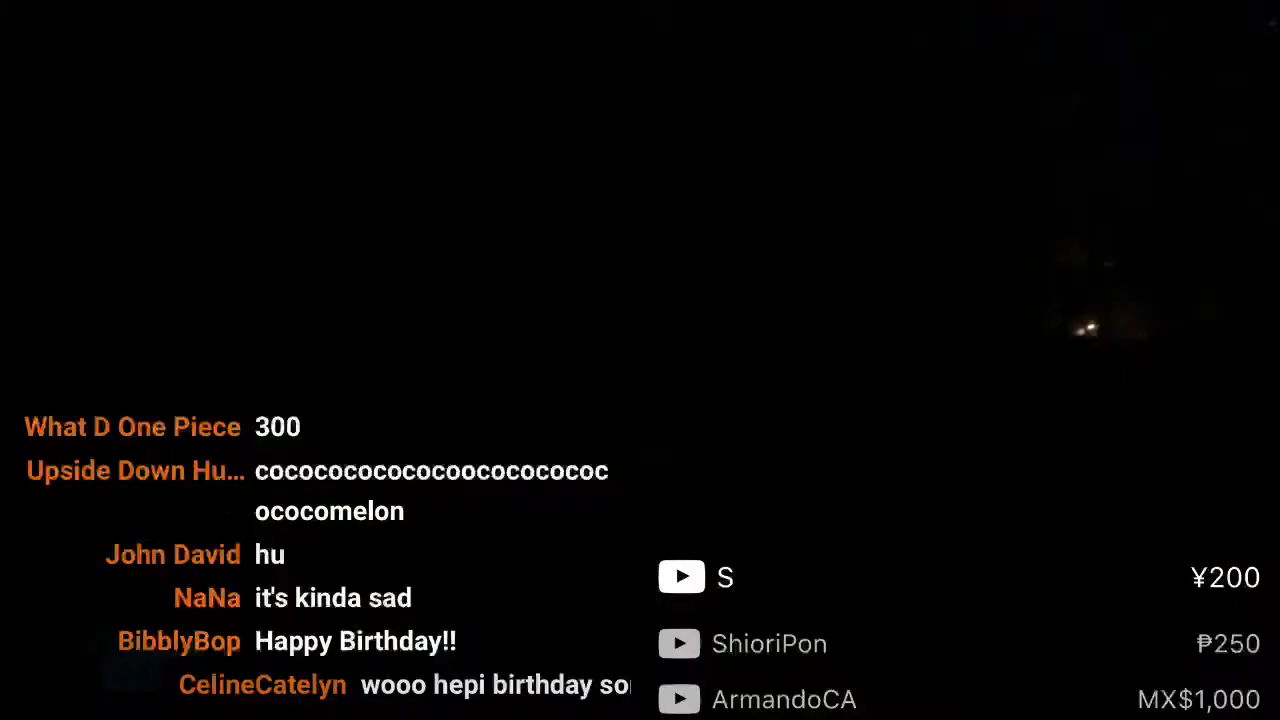 What D One Piece 300
Upside Down Hu... cocococococococoocococococ
ococomelon
John David hu
NaNa it's kinda sad
BibblyBop Happy Birthday!!
CelineCatelyn wooo hepi birthday
S ¥200
ShioriPon ₱250
ArmandoCA MX$1,000